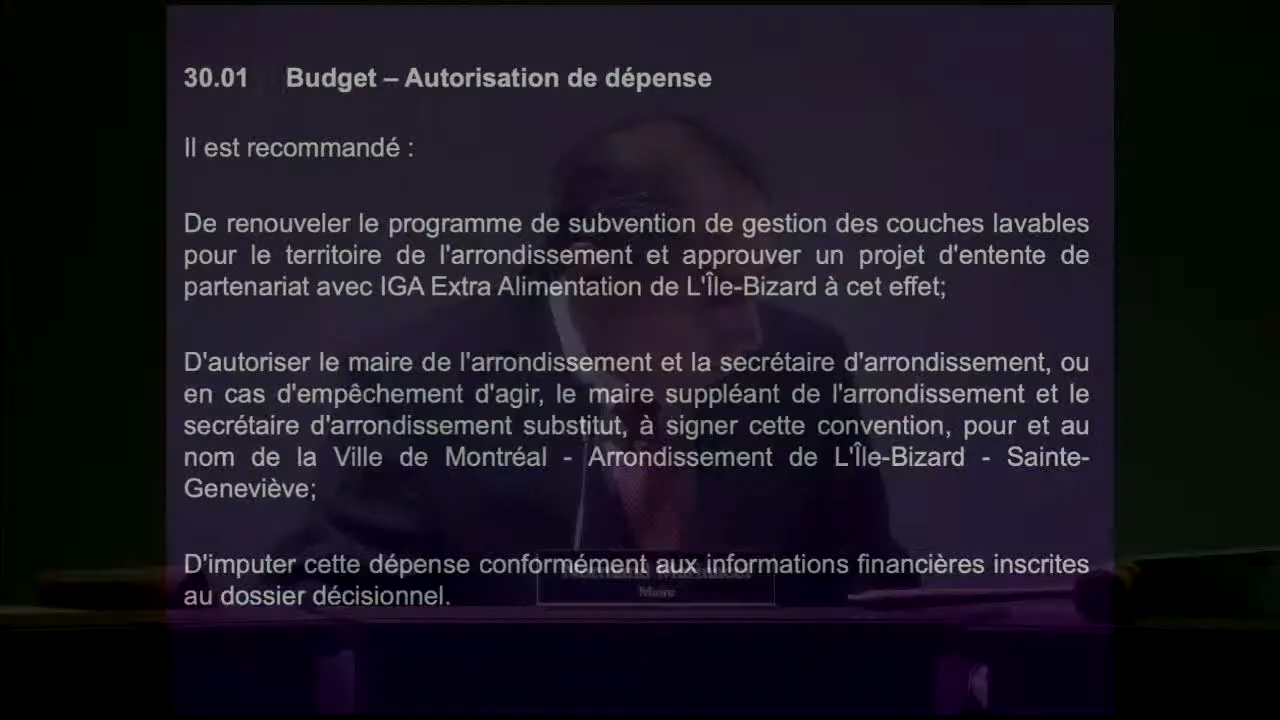 30.01 Budget – Autorisation de dépense
Il est recommandé :
De renouveler le programme de subvention de gestion des couches lavables
pour le territoire de l'arrondissement et approuver un projet d'entente de
partenariat avec IGA Extra Alimentation de L'Île-Bizard à cet effet;
D'autoriser le maire de l'arrondissement et la secrétaire d'arrondissement, ou
en cas d'empêchement d'agir, le maire suppléant de l'arrondissement et le
secrétaire d'arrondissement substitut, à signer cette convention, pour et au
nom de la Ville de Montréal - Arrondissement de L'Île-Bizard - Sainte-
Geneviève;
D'imputer cette dépense conformément aux informations financières inscrites
au dossier décisionnel.
Maire